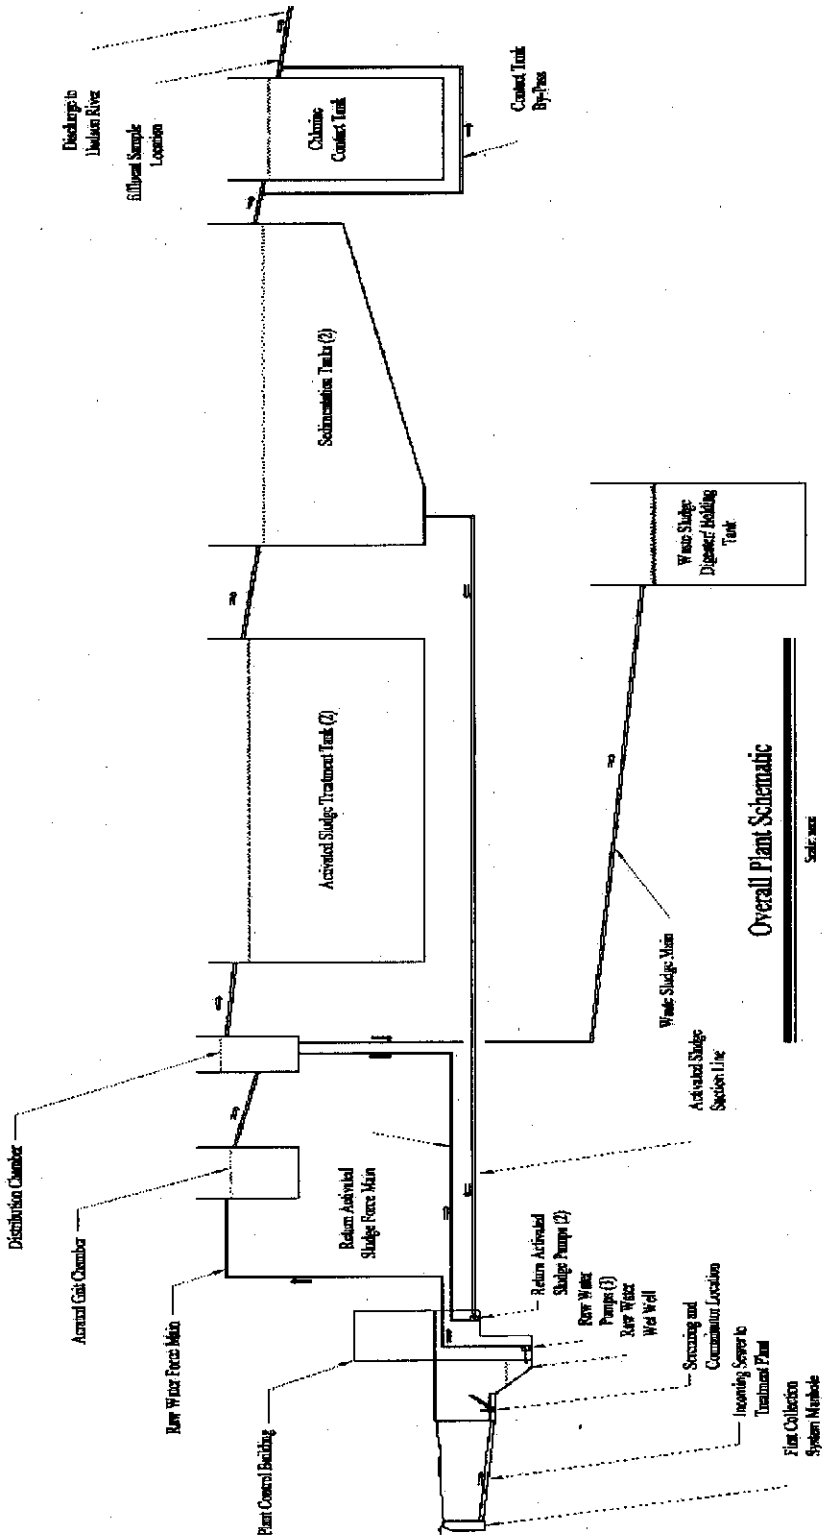 Discharge to
Hudson River
Effluent Sample
Location
Chlorine
Contact Tank
Contact Tank
By-Pass
Sedimentation Tanks (2)
Waste Sludge
Digester/ Holding
Tank
Activated Sludge Treatment Tank (2)
Waste Sludge Main
Activated Sludge
Suction Line
Distribution Chamber
Aerated Grit Chamber
Return Activated
Sludge Force Main
Raw Water Force Main
Plant Control Building
Return Activated
Sludge Pumps (2)
Raw Water
Pumps (3)
Raw Water
Wet Well
Screening and
Comminutor Location
Incoming Sewer to
Treatment Plant
First Collection
System Manhole
Overall Plant Schematic
Scale: none